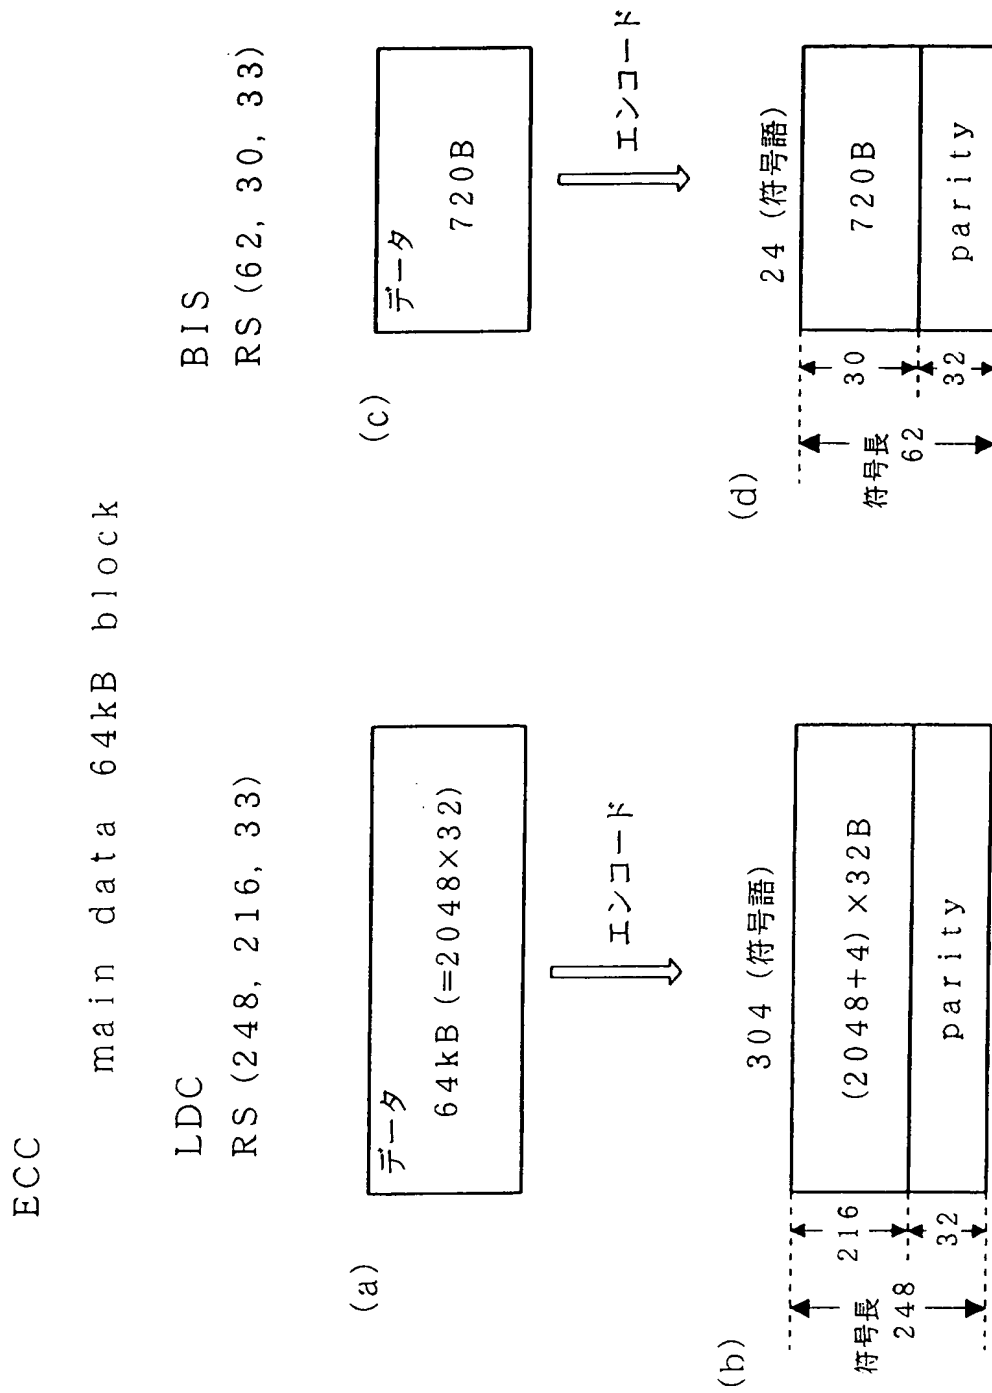 ECC
main data 64kB block
LDC
RS (248, 216, 33)
BIS
RS (62, 30, 33)
(a)
データ
64kB (=2048×32)
エンコード
(b)
304 (符号語)
(2048+4)×32B
parity
216
32
符号長
248
(c)
データ
720B
エンコード
(d)
24 (符号語)
720B
parity
30
32
符号長
62